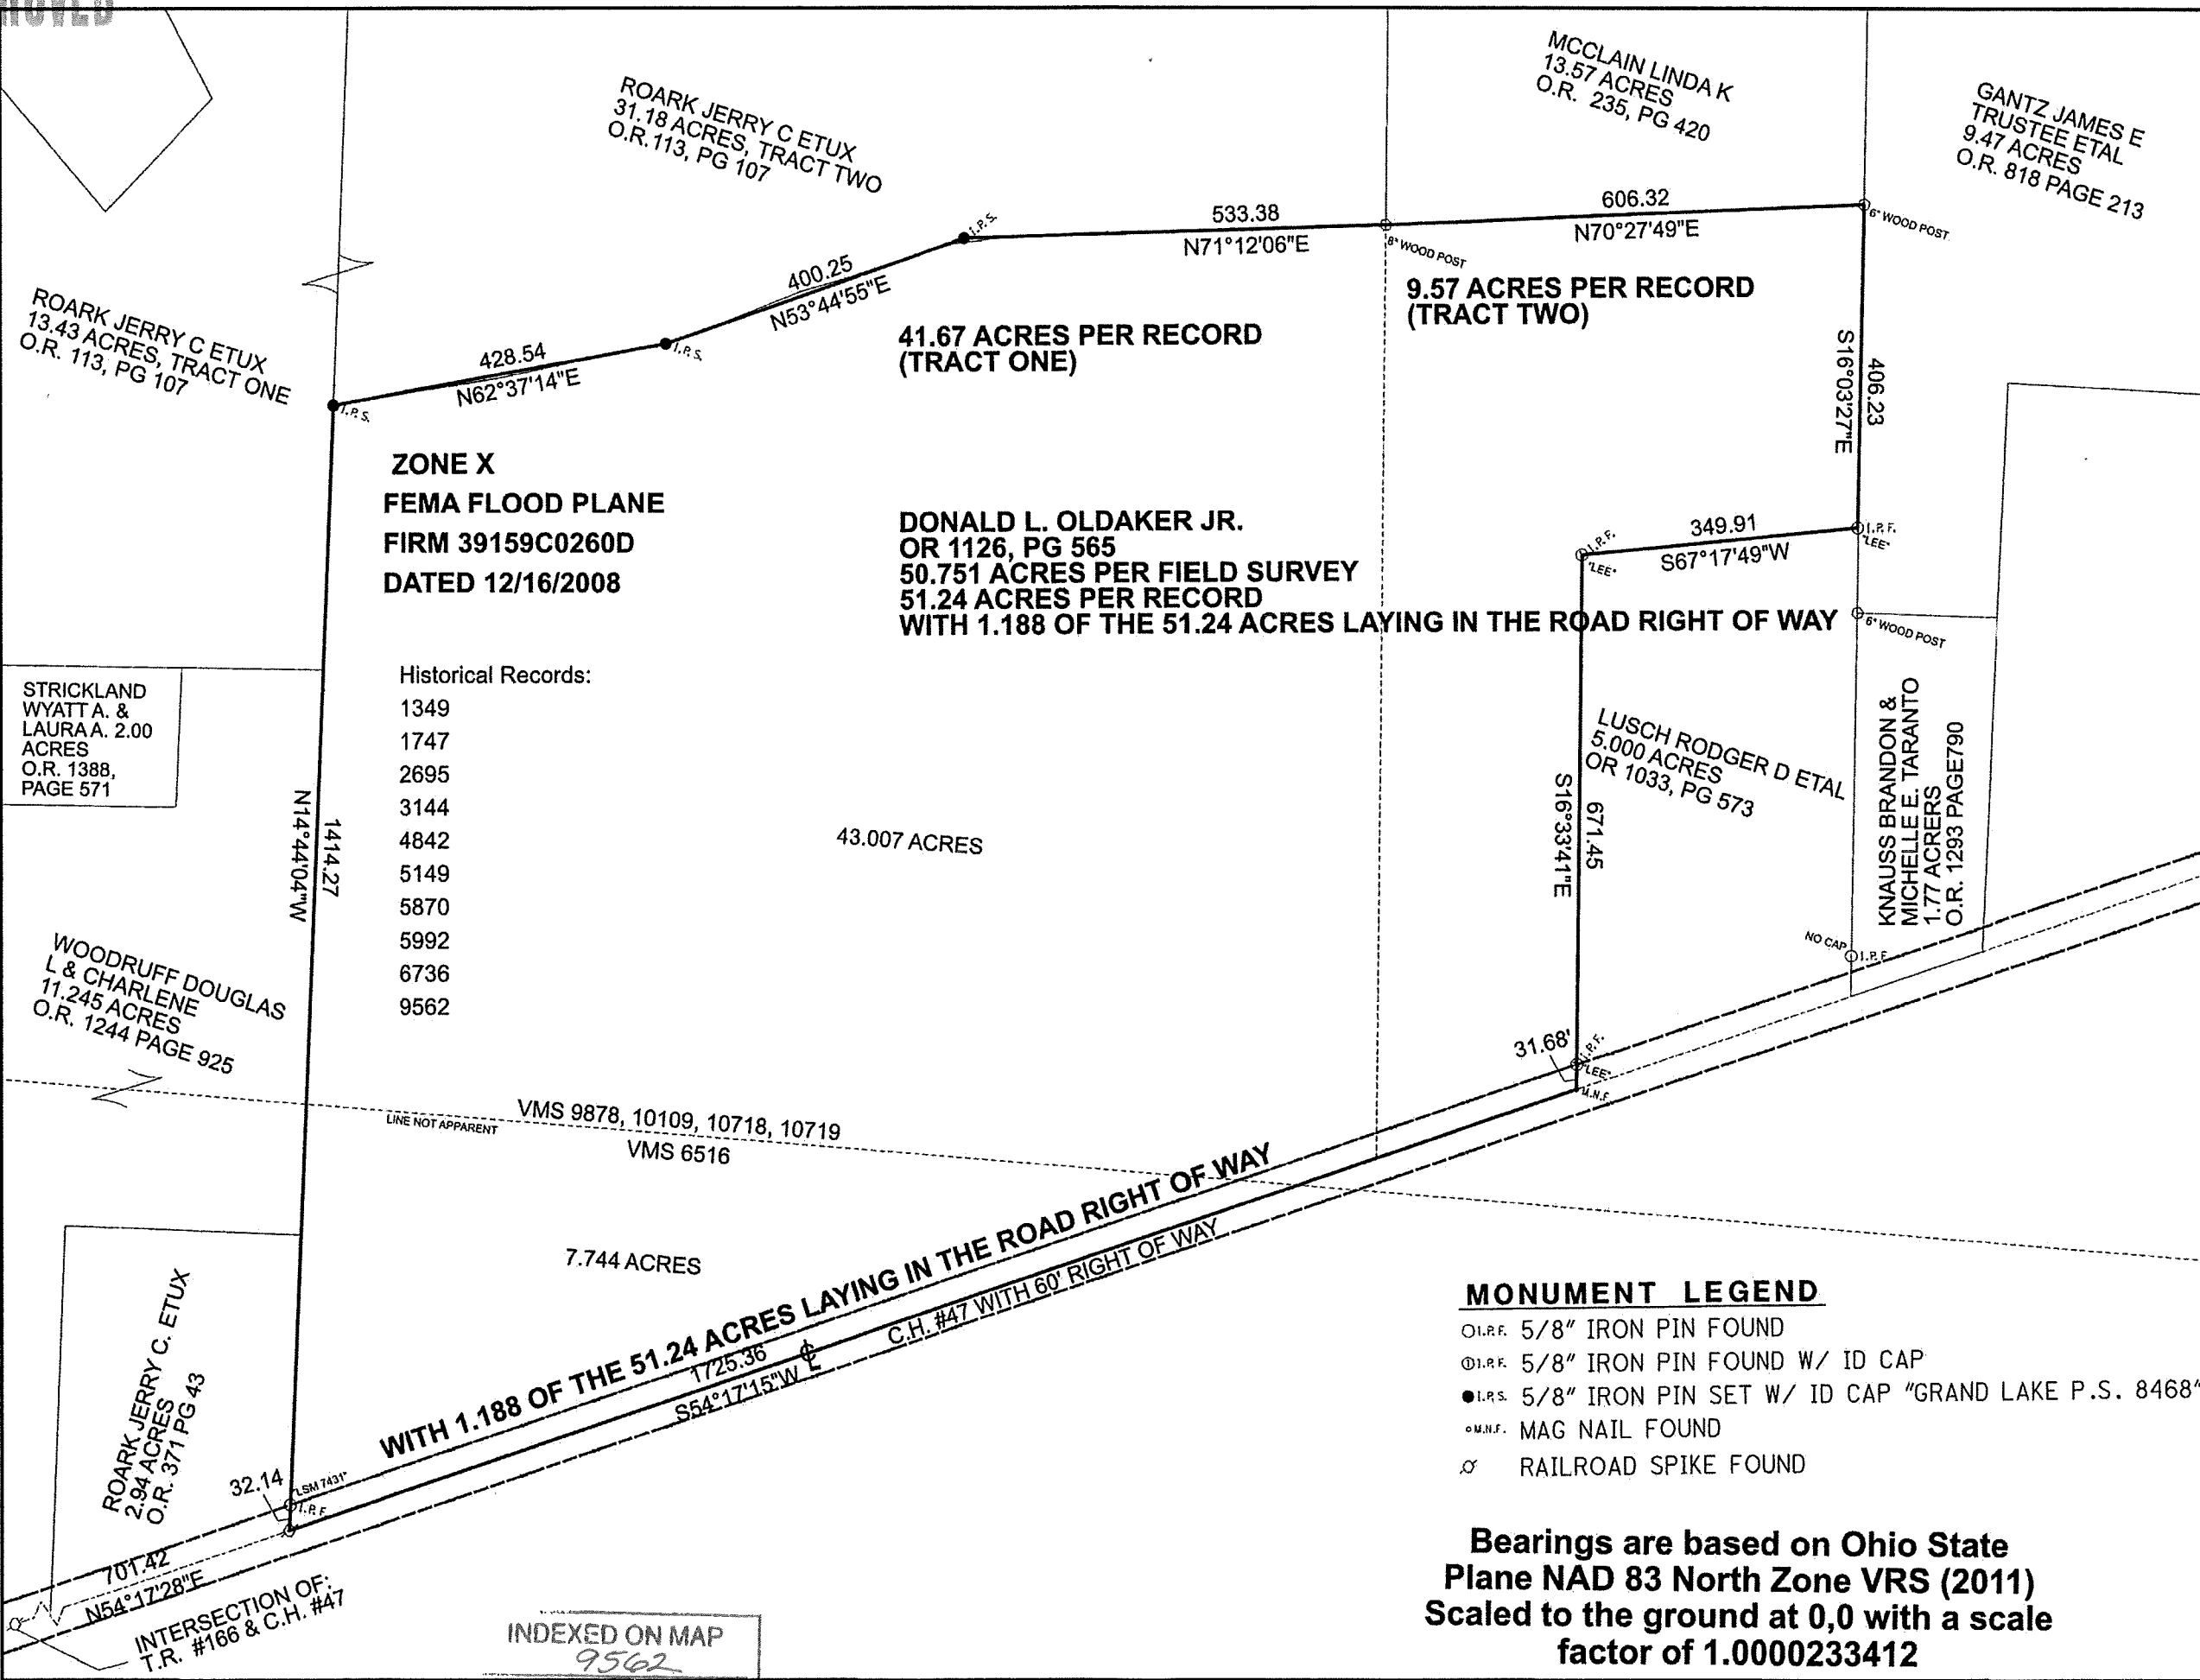 ROARK JERRY C ETUX
31.18 ACRES, TRACT TWO
O.R. 113, PG 107
MCCLAIN LINDA K
13.57 ACRES
O.R. 235, PG 420
GANTZ JAMES E
TRUSTEE ETAL
9.47 ACRES
O.R. 818 PAGE 213
ROARK JERRY C ETUX
13.43 ACRES, TRACT ONE
O.R. 113, PG 107
I.P.S.
428.54
N62°37'14"E
I.P.S.
400.25
N53°44'55"E
I.P.S.
533.38
N71°12'06"E
8" WOOD POST
606.32
N70°27'49"E
6" WOOD POST
41.67 ACRES PER RECORD
(TRACT ONE)
9.57 ACRES PER RECORD
(TRACT TWO)
406.23
S16°03'27"E
ZONE X
FEMA FLOOD PLANE
FIRM 39159C0260D
DATED 12/16/2008
DONALD L. OLDAKER JR.
OR 1126, PG 565
50.751 ACRES PER FIELD SURVEY
51.24 ACRES PER RECORD
WITH 1.188 OF THE 51.24 ACRES LAYING IN THE ROAD RIGHT OF WAY
I.P.F.
"LEE"
349.91
S67°17'49"W
I.P.F.
"LEE"
6" WOOD POST
Historical Records:
1349
1747
2695
3144
4842
5149
5870
5992
6736
9562
STRICKLAND
WYATT A. &
LAURA A. 2.00
ACRES
O.R. 1388,
PAGE 571
1414.27
N14°44'04"W
43.007 ACRES
LUSCH RODGER D ETAL
5.000 ACRES
OR 1033, PG 573
671.45
S16°33'41"E
KNAUSS BRANDON &
MICHELLE E. TARANTO
1.77 ACRERS
O.R. 1293 PAGE790
NO CAP
I.P.F.
WOODRUFF DOUGLAS
L & CHARLENE
11.245 ACRES
O.R. 1244 PAGE 925
31.68'
I.P.F.
"LEE"
M.N.F.
LINE NOT APPARENT
VMS 9878, 10109, 10718, 10719
VMS 6516
7.744 ACRES
WITH 1.188 OF THE 51.24 ACRES LAYING IN THE ROAD RIGHT OF WAY
1725.36
S54°17'15"W
C.H. #47 WITH 60' RIGHT OF WAY
ROARK JERRY C. ETUX
2.94 ACRES
O.R. 371 PG 43
32.14
"LSM 7431"
I.P.F.
701.42
N54°17'28"E
INTERSECTION OF:
T.R. #166 & C.H. #47
INDEXED ON MAP
9562
MONUMENT LEGEND
I.P.F. 5/8" IRON PIN FOUND
I.P.F. 5/8" IRON PIN FOUND W/ ID CAP
I.P.S. 5/8" IRON PIN SET W/ ID CAP "GRAND LAKE P.S. 8468"
M.N.F. MAG NAIL FOUND
RAILROAD SPIKE FOUND
Bearings are based on Ohio State
Plane NAD 83 North Zone VRS (2011)
Scaled to the ground at 0,0 with a scale
factor of 1.0000233412